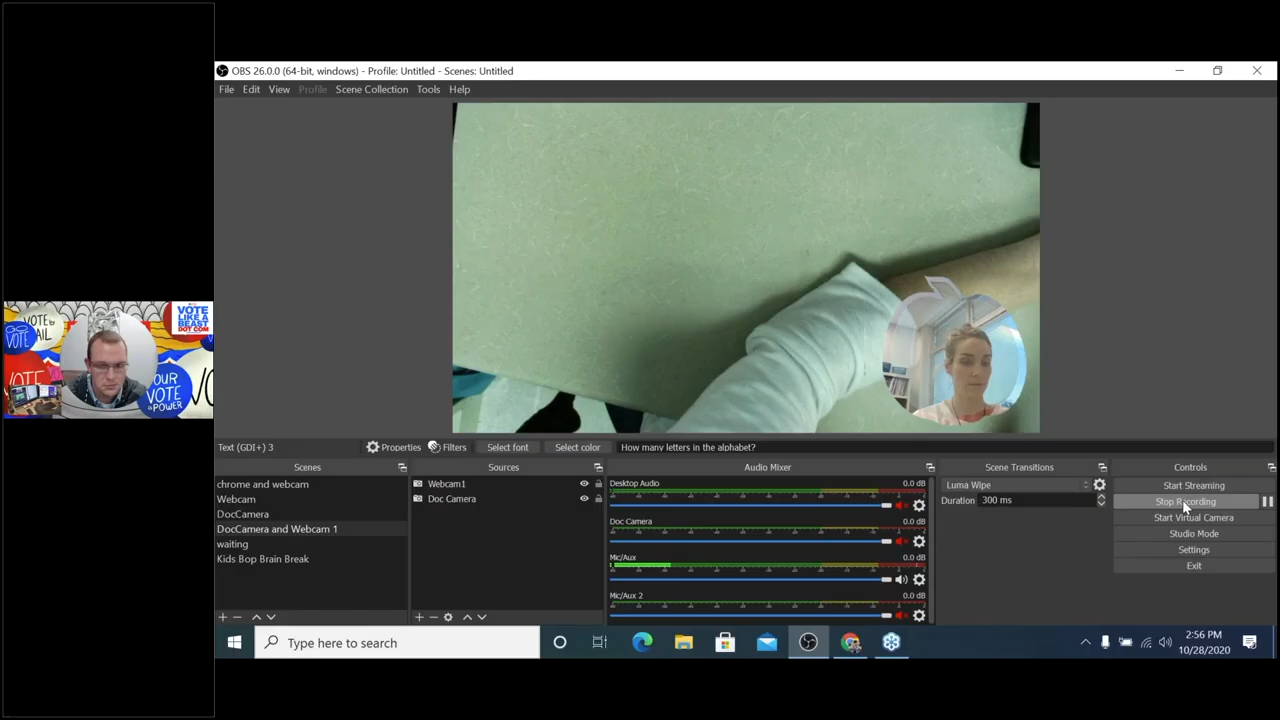 OBS 26.0.0 (64-bit, windows) - Profile: Untitled - Scenes: Untitled
File Edit View Profile Scene Collection Tools Help
VOTE
LIKE A
BEAST
DOT COM
VOTE
VOTE
VOTE
YOUR
VOTE
is POWER
Text (GDI+) 3 Properties Filters Select font Select color How many letters in the alphabet?
Scenes
chrome and webcam
Webcam
DocCamera
DocCamera and Webcam 1
waiting
Kids Bop Brain Break
Sources
Webcam1
Doc Camera
Audio Mixer
Desktop Audio 0.0 dB
Doc Camera 0.0 dB
Mic/Aux 0.0 dB
Mic/Aux 2 0.0 dB
Scene Transitions
Luma Wipe
Duration 300 ms
Controls
Start Streaming
Stop Recording
Start Virtual Camera
Studio Mode
Settings
Exit
Type here to search
2:56 PM
10/28/2020